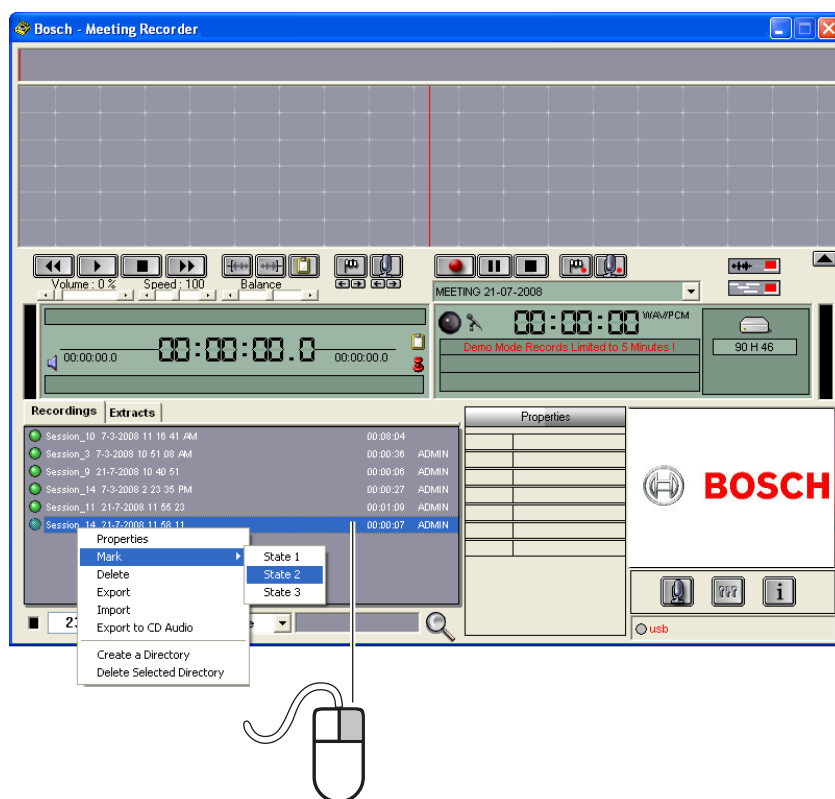 Bosch - Meeting Recorder
Volume : 0 % Speed : 100 Balance
MEETING 21-07-2008
00:00:00.0 00:00:00.0 00:00:00.0
00:00:00 WAV/PCM
Demo Mode Records Limited to 5 Minutes !
90 H 46
Recordings Extracts
Session_10 7-3-2008 11 16 41 AM 00:08:04
Session_3 7-3-2008 10 51 08 AM 00:00:36 ADMIN
Session_9 21-7-2008 10 40 51 00:00:06 ADMIN
Session_14 7-3-2008 2 23 35 PM 00:00:27 ADMIN
Session_11 21-7-2008 11 55 23 00:01:09 ADMIN
Session_14 21-7-2008 11 58 11 00:00:07 ADMIN
Properties
Mark
Delete
Export
Import
Export to CD Audio
Create a Directory
Delete Selected Directory
State 1
State 2
State 3
Properties
BOSCH
i
usb